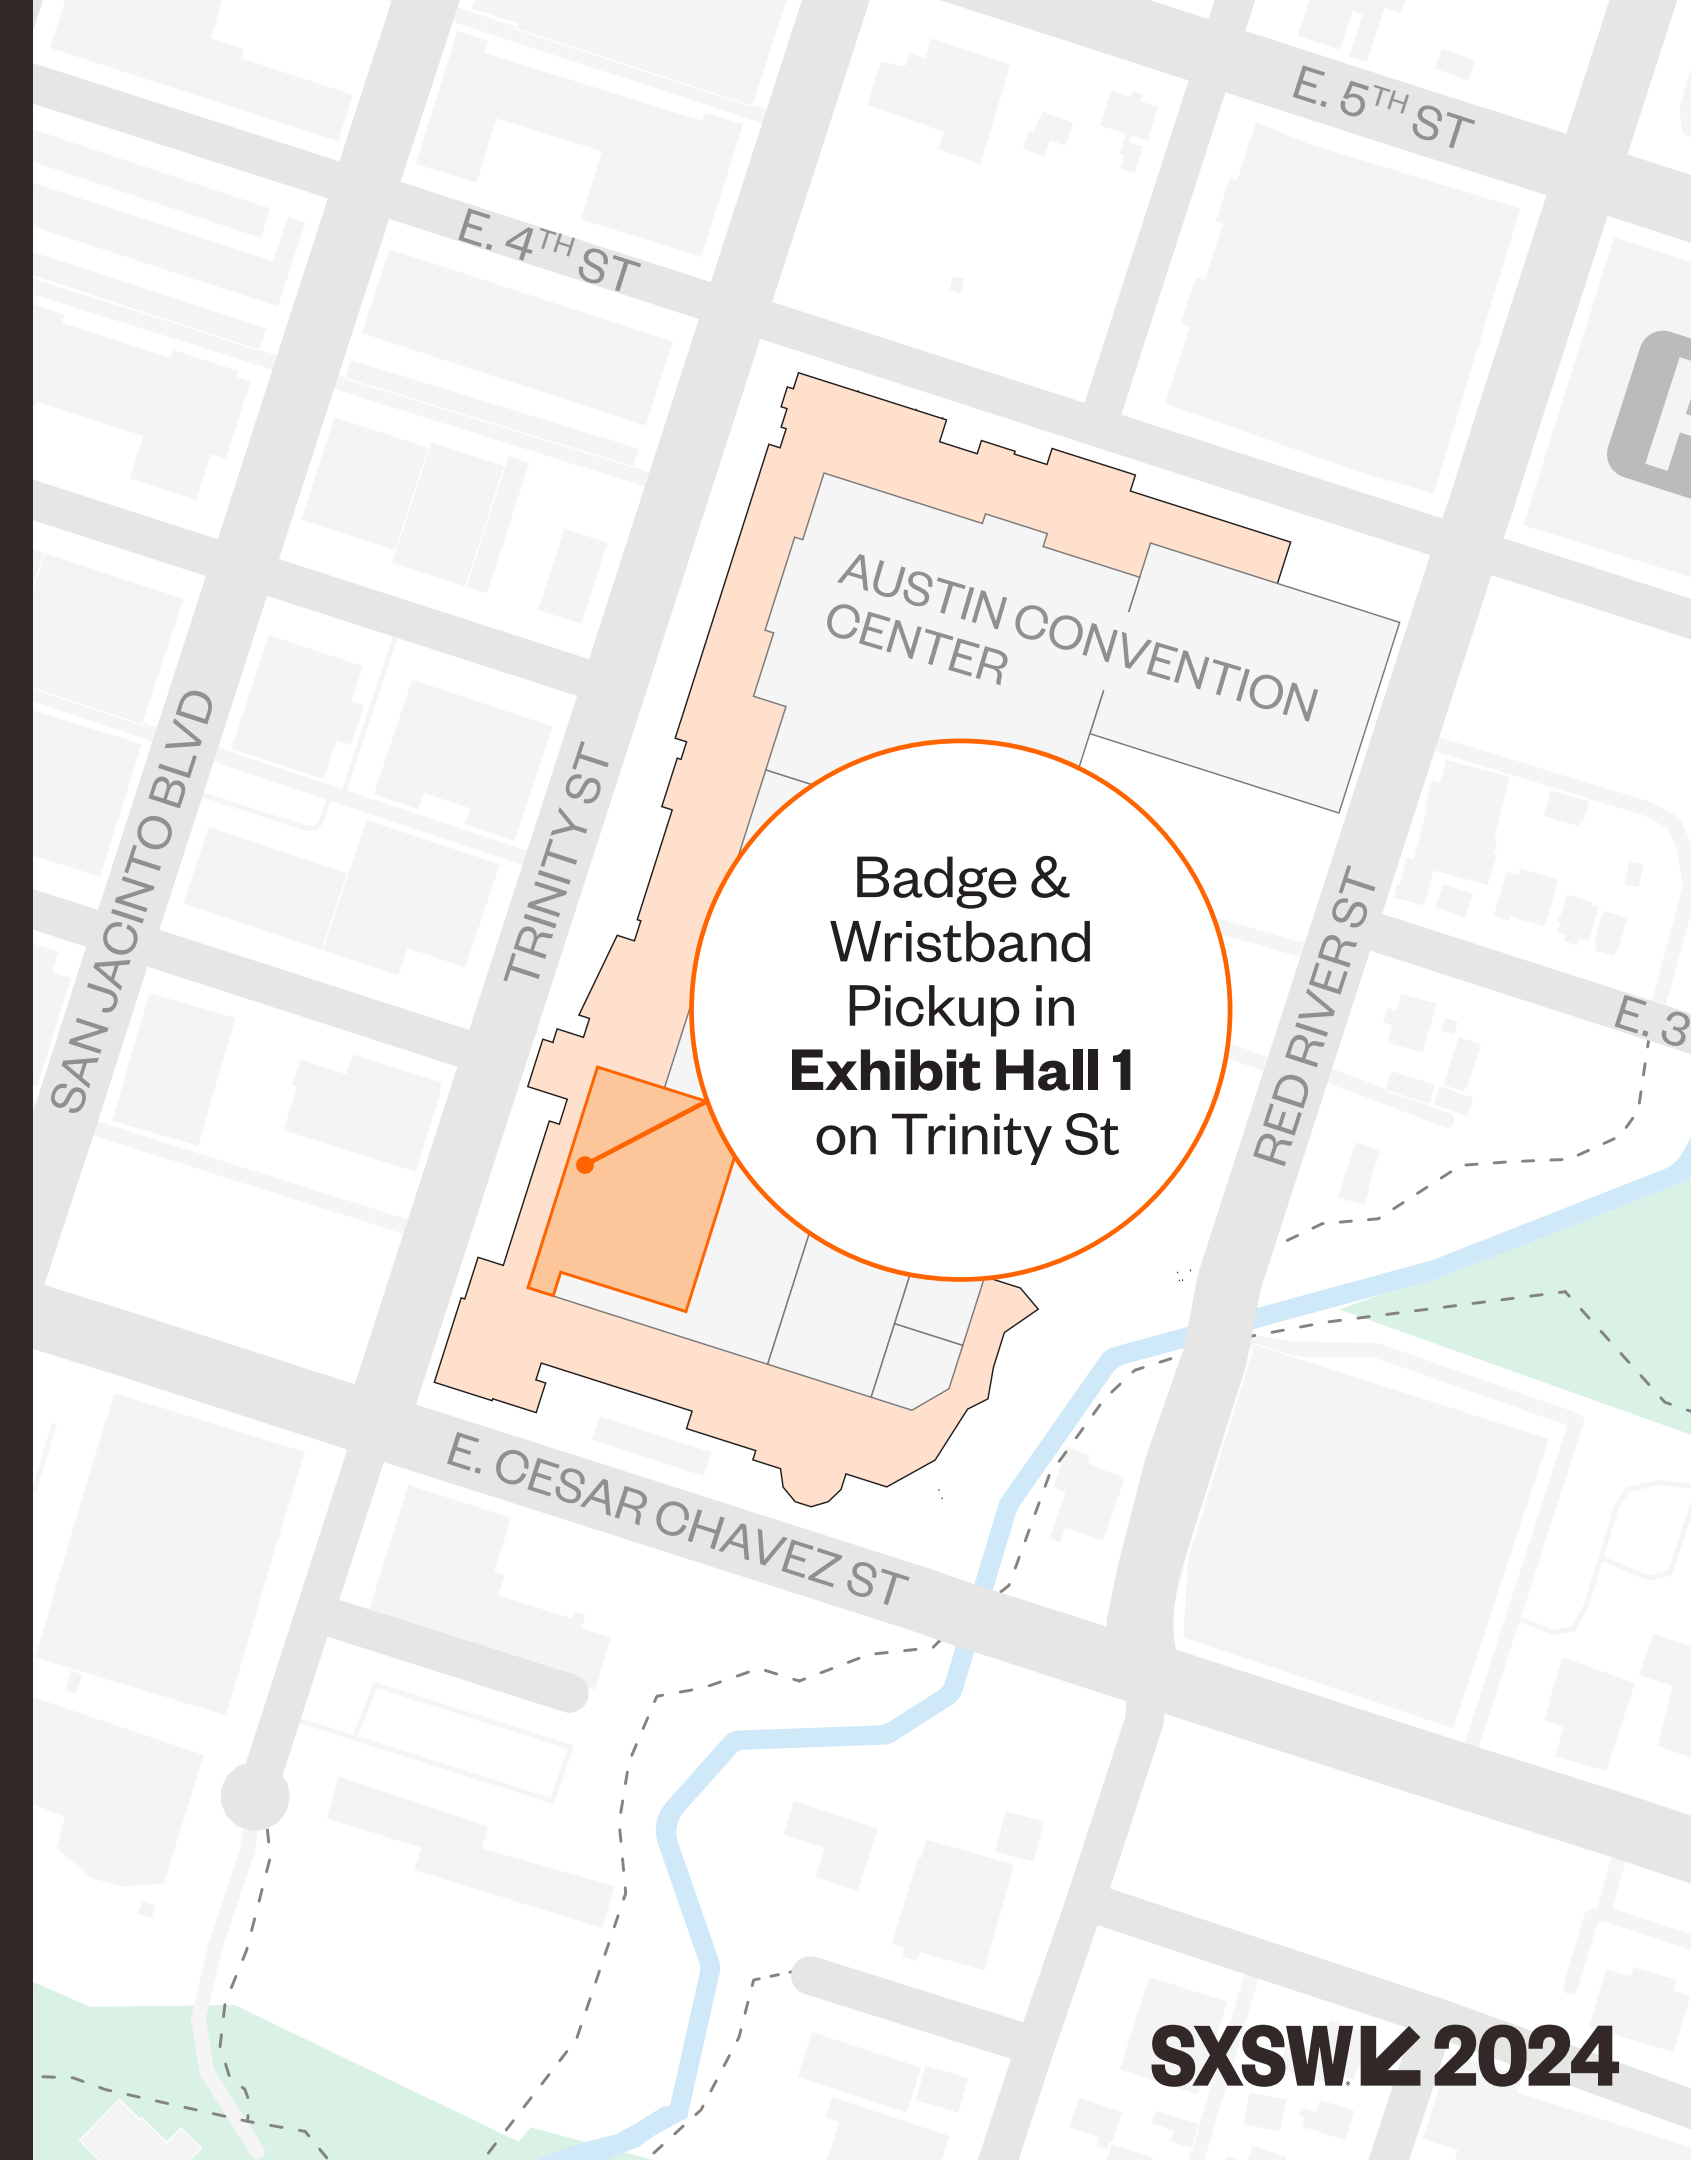 E. 5TH ST
E. 4TH ST
AUSTIN CONVENTION
CENTER
SAN JACINTO BLVD
TRINITY ST
Badge &
Wristband
Pickup in
Exhibit Hall 1
on Trinity St
RED RIVER ST
E. 3
E. CESAR CHAVEZ ST
SXSW 2024